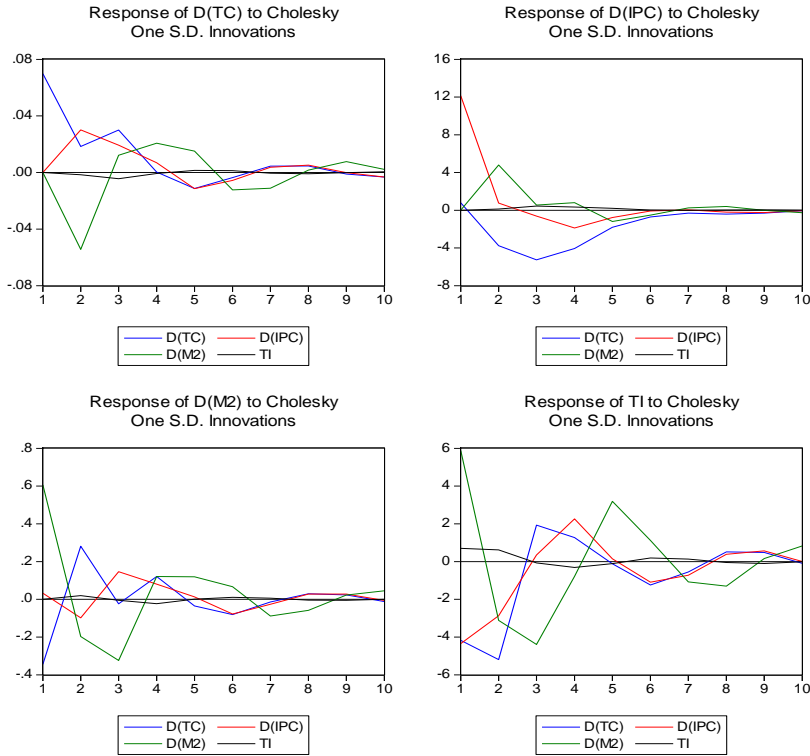 Response of D(TC) to Cholesky
One S.D. Innovations
.08
.04
.00
-.04
-.08
1 2 3 4 5 6 7 8 9 10
D(TC) D(IPC)
D(M2) TI
Response of D(IPC) to Cholesky
One S.D. Innovations
16
12
8
4
0
-4
-8
1 2 3 4 5 6 7 8 9 10
D(TC) D(IPC)
D(M2) TI
Response of D(M2) to Cholesky
One S.D. Innovations
.8
.6
.4
.2
.0
-.2
-.4
1 2 3 4 5 6 7 8 9 10
D(TC) D(IPC)
D(M2) TI
Response of TI to Cholesky
One S.D. Innovations
6
4
2
0
-2
-4
-6
1 2 3 4 5 6 7 8 9 10
D(TC) D(IPC)
D(M2) TI